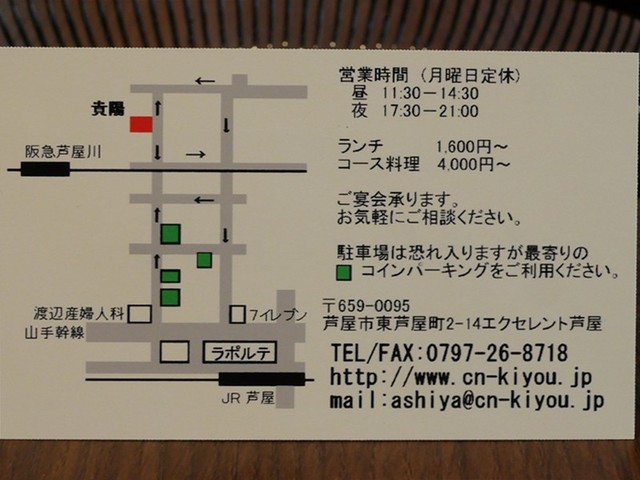 貴陽
阪急芦屋川
渡辺産婦人科
7イレブン
山手幹線
ラポルテ
JR 芦屋
営業時間 （月曜日定休）
昼 11:30－14:30
夜 17:30－21:00
ランチ 1,600円～
コース料理 4,000円～
ご宴会承ります。
お気軽にご相談ください。
駐車場は恐れ入りますが最寄りの
コインパーキングをご利用ください。
〒659-0095
芦屋市東芦屋町2-14エクセレント芦屋
TEL/FAX:0797-26-8718
http://www.cn-kiyou.jp
mail:ashiya@cn-kiyou.jp